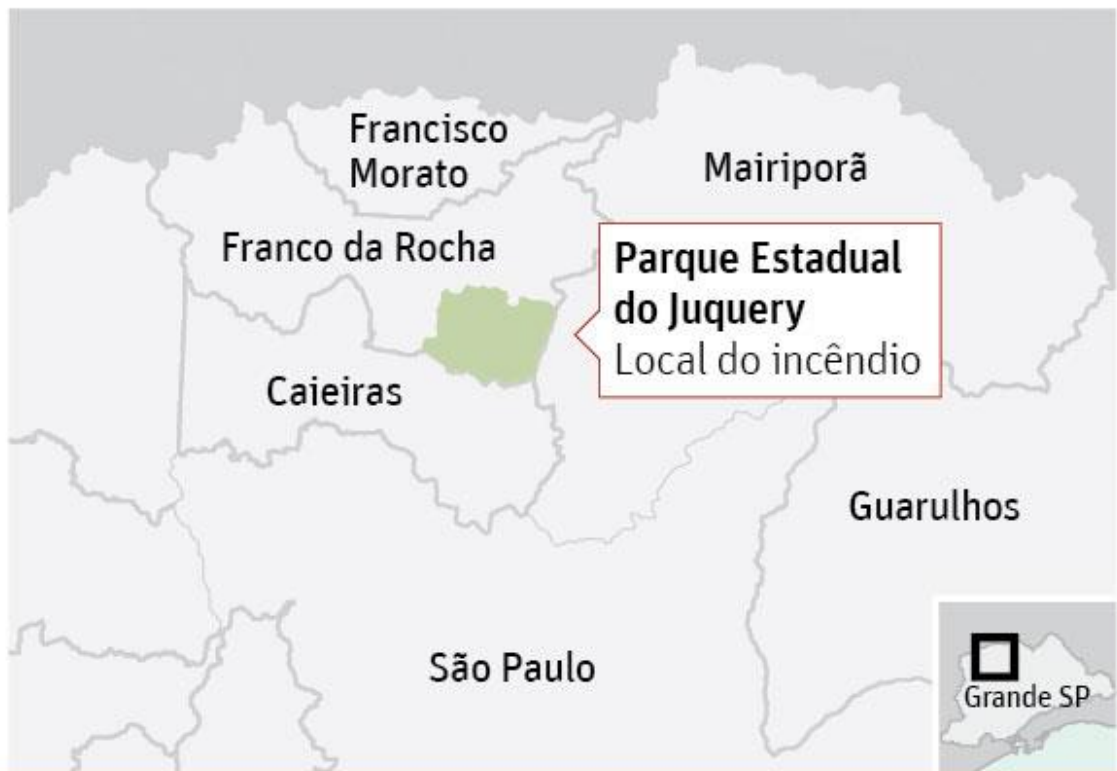 Francisco
Morato
Mairiporã
Franco da Rocha
Parque Estadual
do Juquery
Local do incêndio
Caieiras
Guarulhos
São Paulo
Grande SP